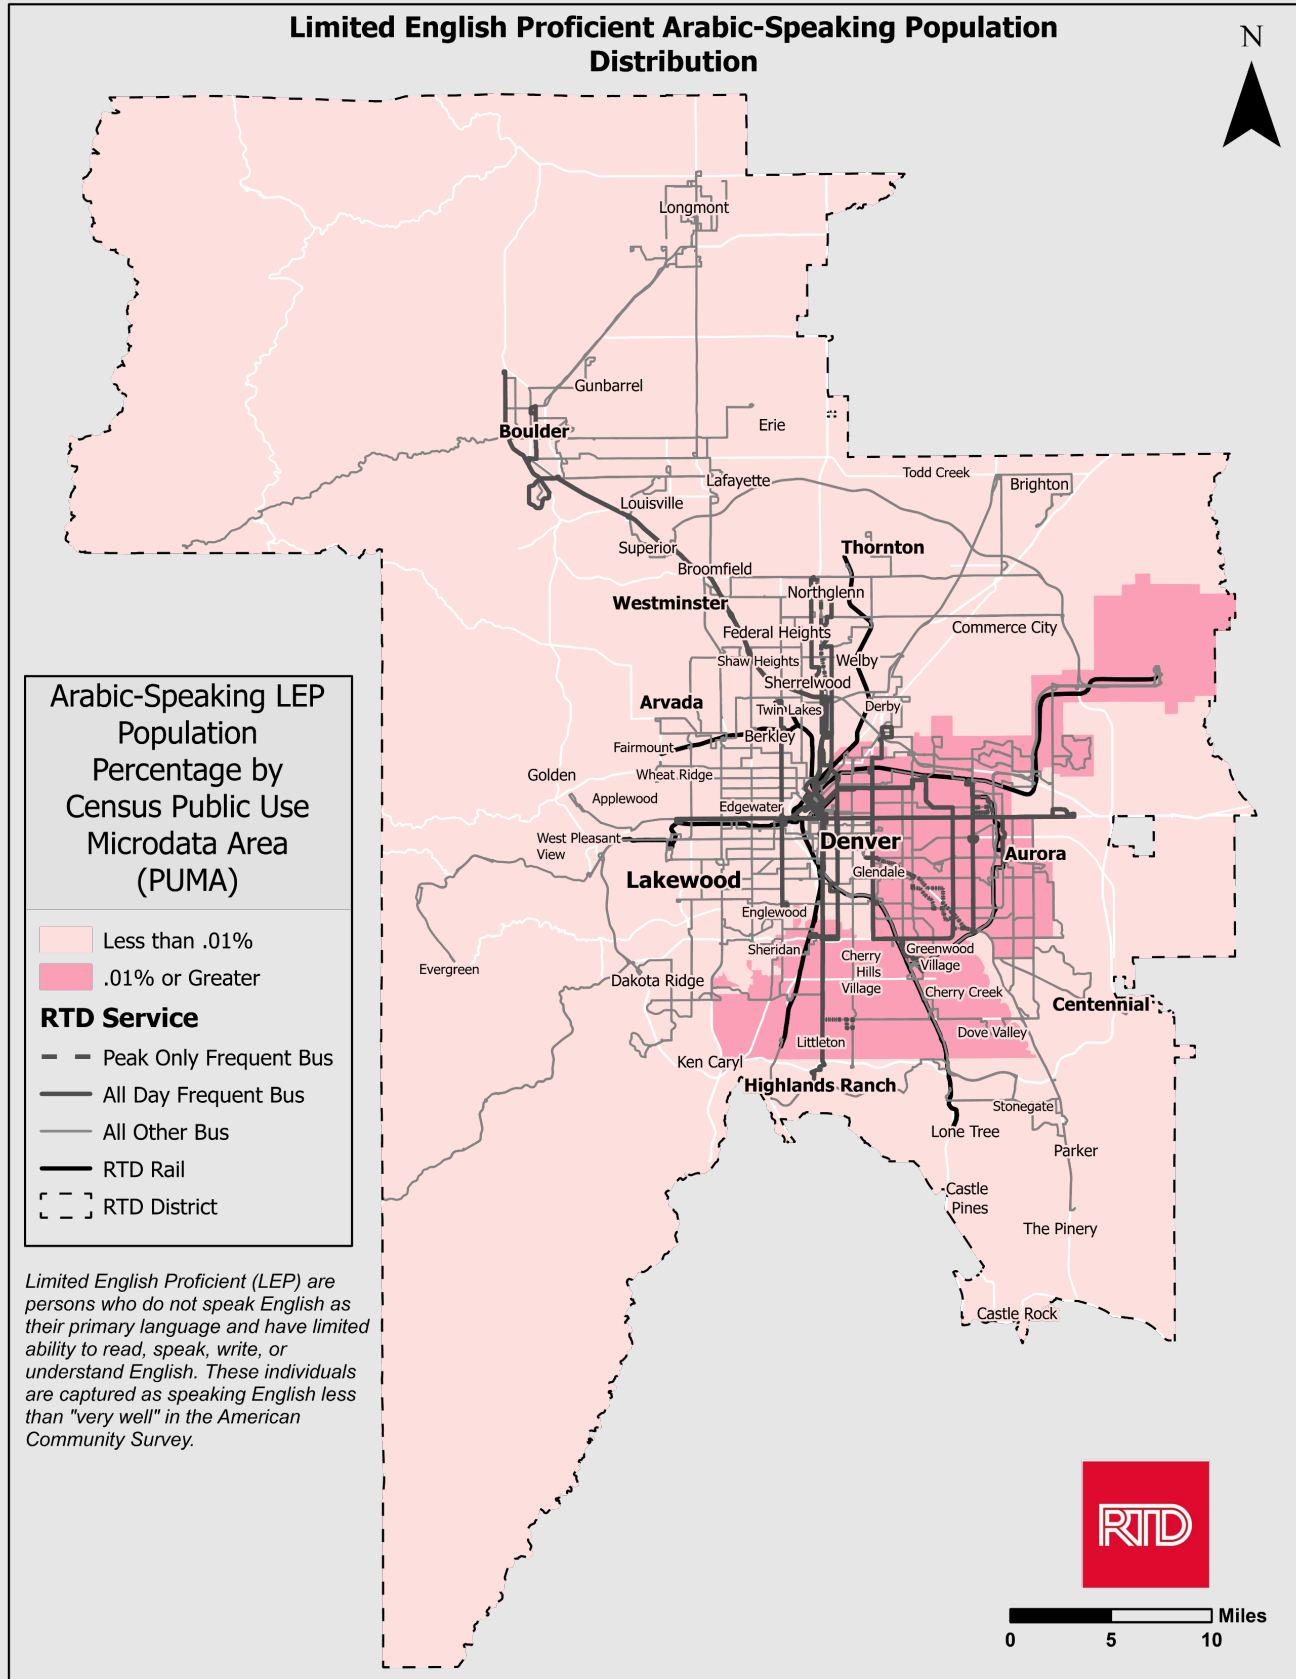 Limited English Proficient Arabic-Speaking Population
Distribution
N
Longmont
Gunbarrel
Boulder
Erie
Todd Creek
Lafayette
Brighton
Louisville
Superior
Thornton
Broomfield
Northglenn
Westminster
Commerce City
Federal Heights
Shaw Heights
Welby
Sherrelwood
Arvada
Twin Lakes
Derby
Berkley
Fairmount
Golden
Wheat Ridge
Applewood
Edgewater
West Pleasant
View
Denver
Aurora
Glendale
Lakewood
Englewood
Sheridan
Greenwood
Village
Cherry
Hills
Village
Evergreen
Dakota Ridge
Cherry Creek
Centennial
Dove Valley
Littleton
Ken Caryl
Highlands Ranch
Stonegate
Lone Tree
Parker
Castle
Pines
The Pinery
Castle Rock
Arabic-Speaking LEP
Population
Percentage by
Census Public Use
Microdata Area
(PUMA)
Less than .01%
.01% or Greater
RTD Service
Peak Only Frequent Bus
All Day Frequent Bus
All Other Bus
RTD Rail
RTD District
Limited English Proficient (LEP) are
persons who do not speak English as
their primary language and have limited
ability to read, speak, write, or
understand English. These individuals
are captured as speaking English less
than "very well" in the American
Community Survey.
RTD
Miles
0 5 10